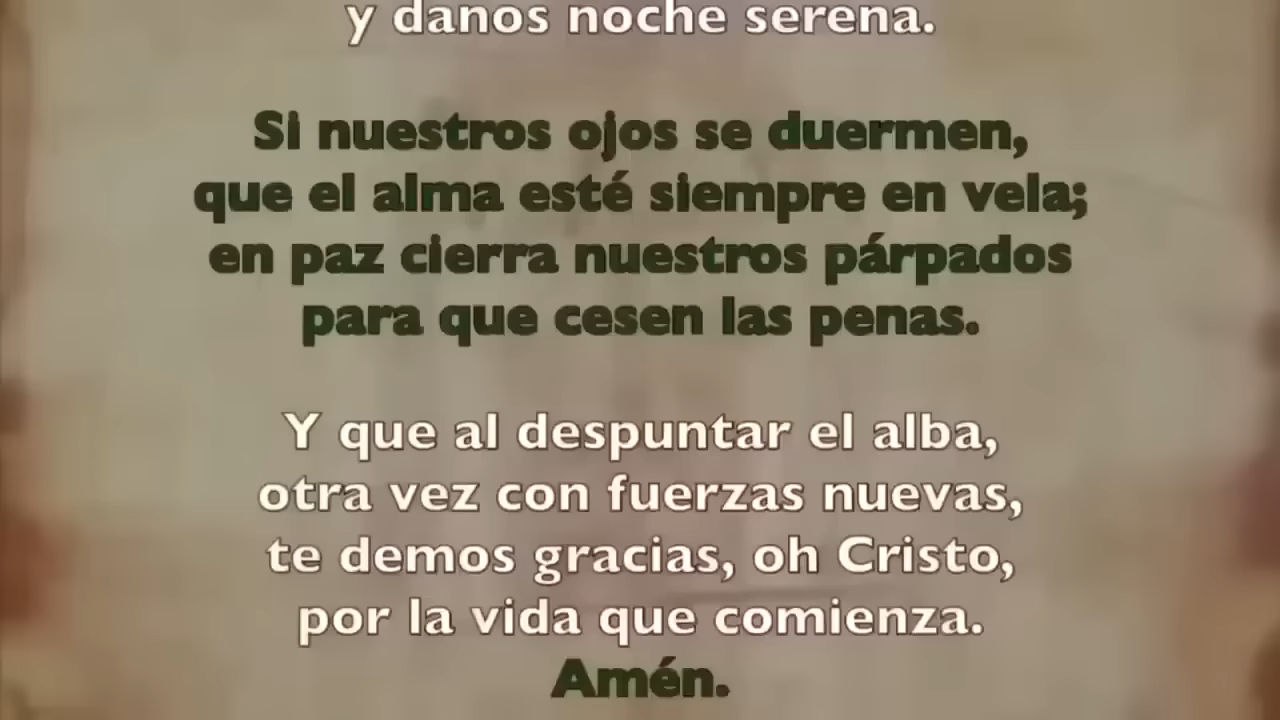 y danos noche serena.
Si nuestros ojos se duermen,
que el alma esté siempre en vela;
en paz cierra nuestros párpados
para que cesen las penas.
Y que al despuntar el alba,
otra vez con fuerzas nuevas,
te demos gracias, oh Cristo,
por la vida que comienza.
Amén.